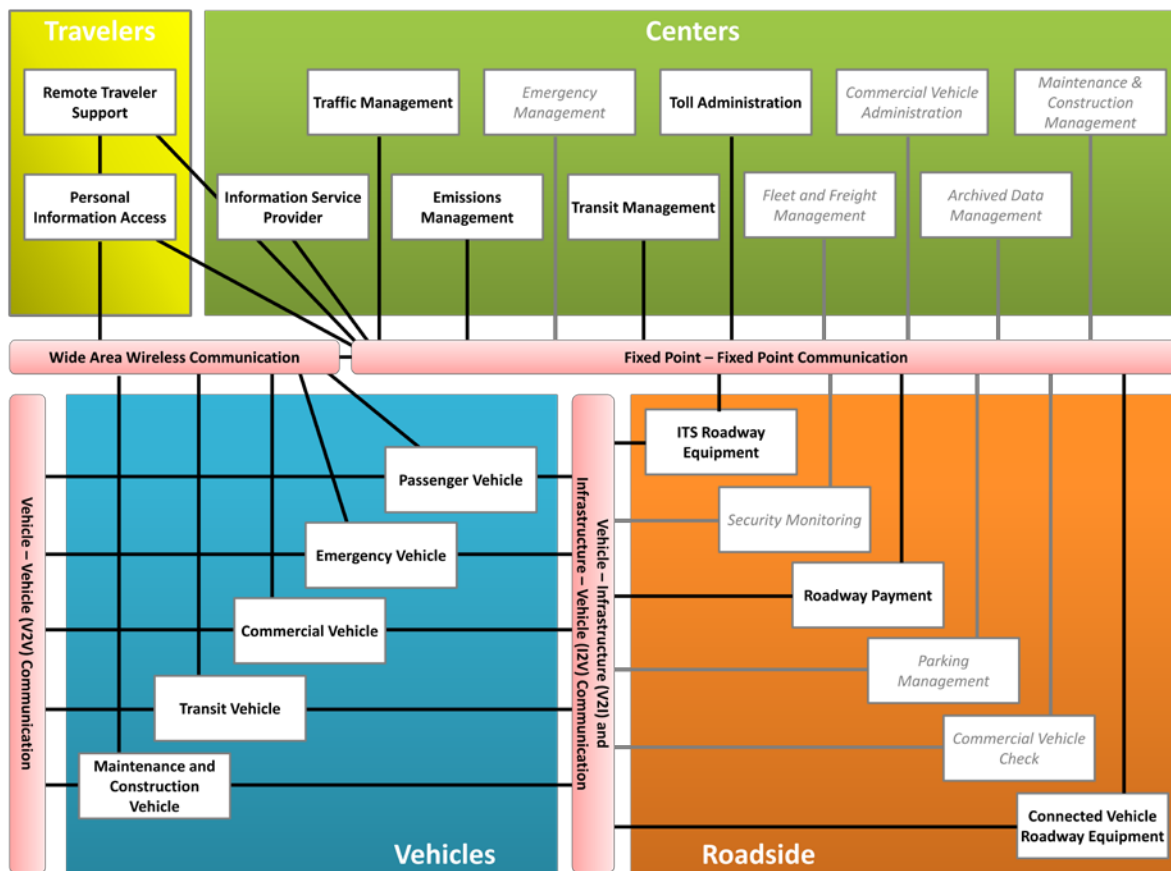 Travelers
Centers
Remote Traveler
Support
Traffic Management
Emergency
Management
Toll Administration
Commercial Vehicle
Administration
Maintenance &
Construction
Management
Personal
Information Access
Information Service
Provider
Emissions
Management
Transit Management
Fleet and Freight
Management
Archived Data
Management
Wide Area Wireless Communication
Fixed Point – Fixed Point Communication
Vehicle – Vehicle (V2V) Communication
Passenger Vehicle
Emergency Vehicle
Commercial Vehicle
Transit Vehicle
Maintenance and
Construction
Vehicle
Vehicles
Vehicle – Infrastructure (V2I) and
Infrastructure – Vehicle (I2V) Communication
ITS Roadway
Equipment
Security Monitoring
Roadway Payment
Parking
Management
Commercial Vehicle
Check
Connected Vehicle
Roadway Equipment
Roadside